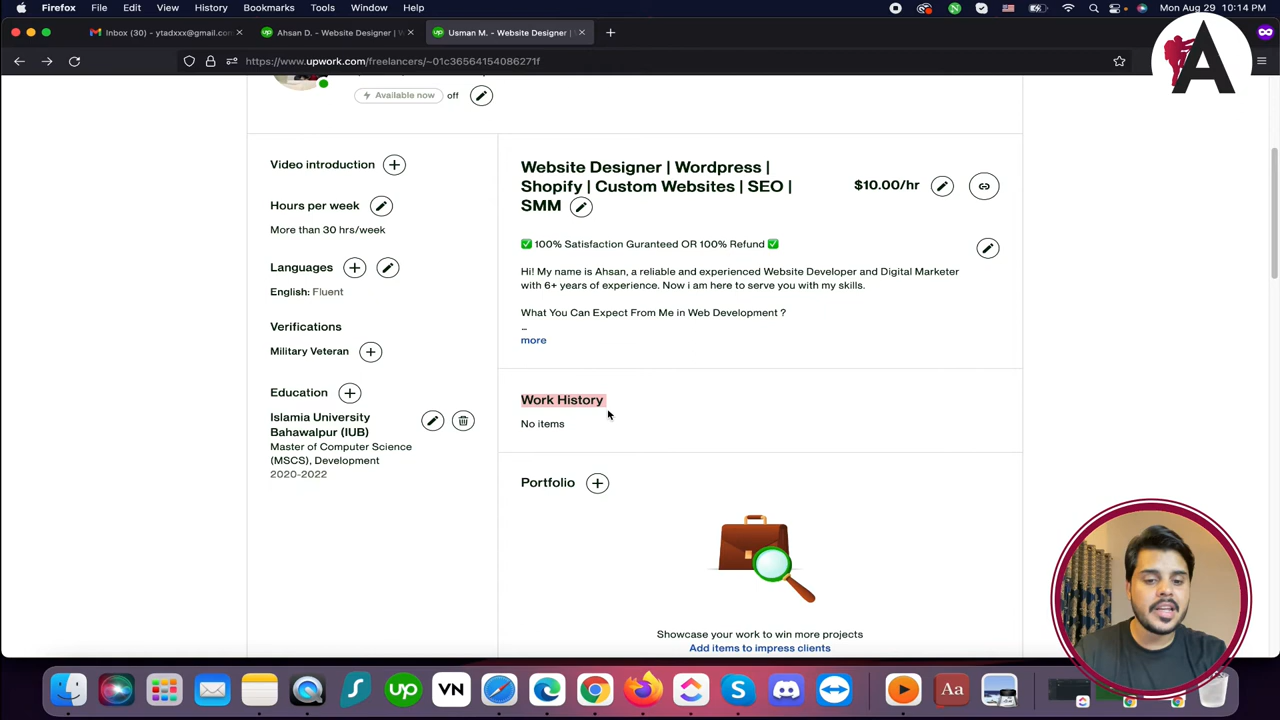 Firefox File Edit View History Bookmarks Tools Window Help
Mon Aug 29 10:14 PM
Inbox (30) - ytadxxx@gmail.con
Ahsan D. - Website Designer | W
Usman M. - Website Designer |
https://www.upwork.com/freelancers/~01c36564154086271f
A
Available now off
Video introduction
Hours per week
More than 30 hrs/week
Languages
English: Fluent
Verifications
Military Veteran
Education
Islamia University
Bahawalpur (IUB)
Master of Computer Science
(MSCS), Development
2020-2022
Website Designer | Wordpress |
Shopify | Custom Websites | SEO |
SMM
$10.00/hr
✅ 100% Satisfaction Guranteed OR 100% Refund ✅
Hi! My name is Ahsan, a reliable and experienced Website Developer and Digital Marketer
with 6+ years of experience. Now i am here to serve you with my skills.
What You Can Expect From Me in Web Development ?
–
more
Work History
No items
Portfolio
Showcase your work to win more projects
Add items to impress clients
up
VN
Aa